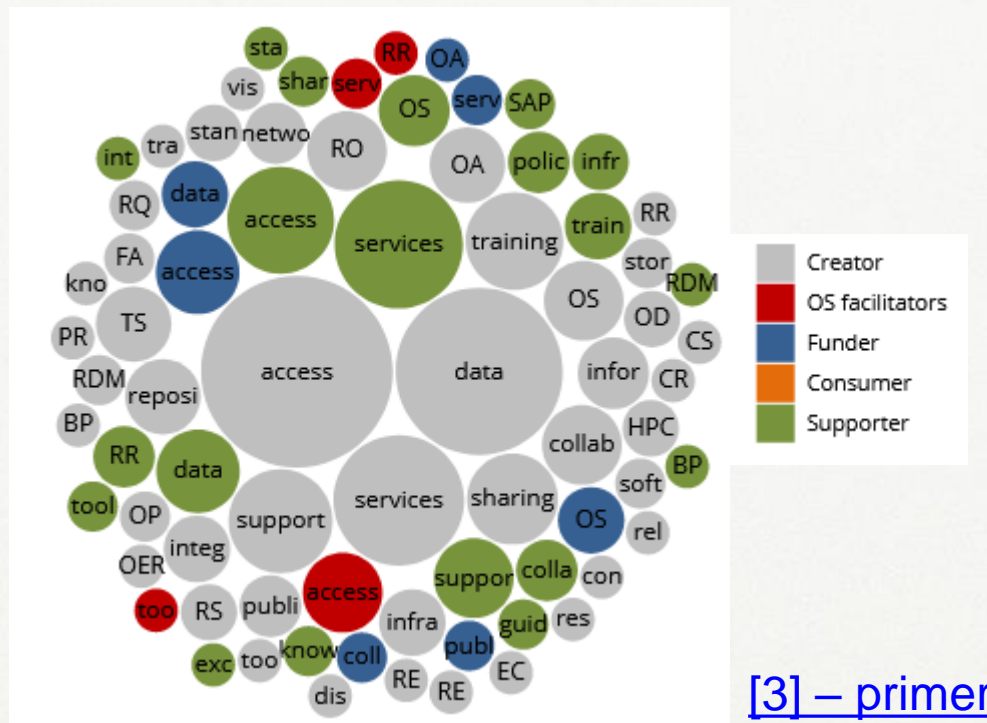 sta
RR
OA
shar
serv
vis
OS
serv
SAP
stan
netwo
RO
tra
OA
polic
infr
int
data
access
services
training
train
RR
RQ
stor
FA
access
RDM
kno
OS
OD
TS
CS
PR
access
data
infor
RDM
CR
reposi
BP
HPC
collab
RR
data
BP
soft
services
sharing
tool
OP
support
OS
rel
integ
OER
suppor
colla
con
access
too
RS
publi
infra
guid
res
know
coll
publ
exc
too
EC
RE
RE
dis
Creator
OS facilitators
Funder
Consumer
Supporter
[3] – primer